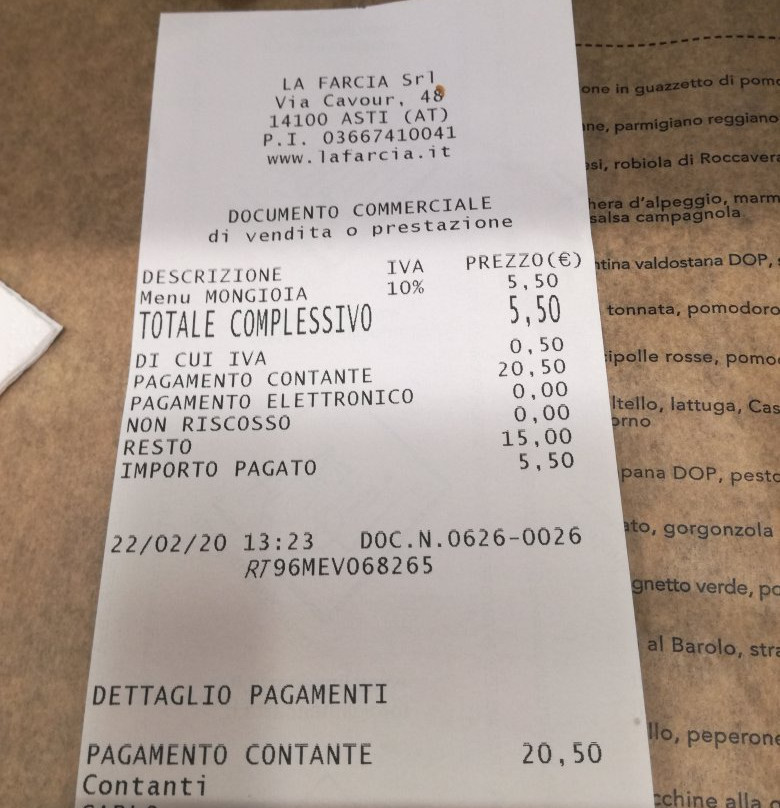 LA FARCIA Srl
Via Cavour, 48
14100 ASTI (AT)
P.I. 03667410041
www.lafarcia.it
DOCUMENTO COMMERCIALE
di vendita o prestazione
DESCRIZIONE IVA PREZZO(€)
Menu MONGIOIA 10% 5,50
TOTALE COMPLESSIVO 5,50
DI CUI IVA 0,50
PAGAMENTO CONTANTE 20,50
PAGAMENTO ELETTRONICO 0,00
NON RISCOSSO 0,00
RESTO 15,00
IMPORTO PAGATO 5,50
22/02/20 13:23 DOC.N.0626-0026
RT96MEV068265
DETTAGLIO PAGAMENTI
PAGAMENTO CONTANTE 20,50
Contanti
one in guazzetto di pomo
ne, parmigiano reggiano
si, robiola di Roccavera
hera d'alpeggio, marm
salsa campagnola
ntina valdostana DOP,
tonnata, pomodoro
ipolle rosse, pomo
ltello, lattuga, Cas
orno
pana DOP, pesto
ato, gorgonzola
gnetto verde, po
al Barolo, stra
llo, peperone
cchine alla